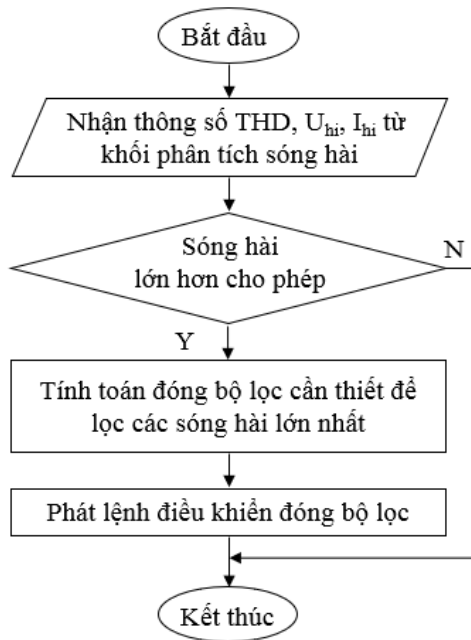 Bắt đầu
Nhận thông số THD, U_hi, I_hi từ
khối phân tích sóng hài
Sóng hài
lớn hơn cho phép
N
Y
Tính toán đóng bộ lọc cần thiết để
lọc các sóng hài lớn nhất
Phát lệnh điều khiển đóng bộ lọc
Kết thúc